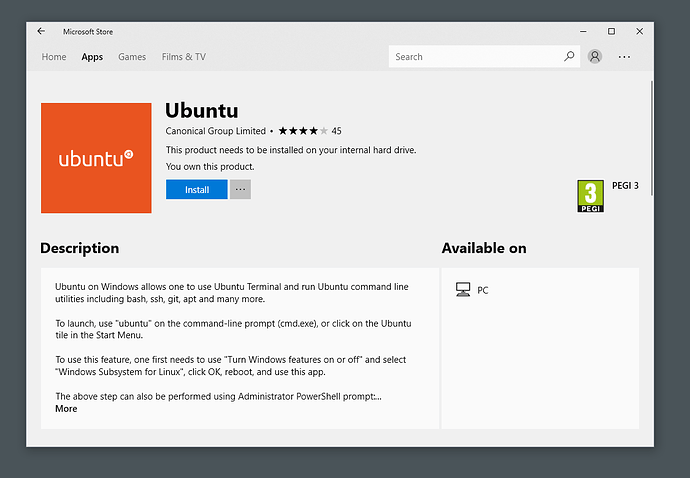 Microsoft Store
Home Apps Games Films & TV
Search
ubuntu
Ubuntu
Canonical Group Limited • 45
This product needs to be installed on your internal hard drive.
You own this product.
Install
3
PEGI
PEGI 3
Description
Ubuntu on Windows allows one to use Ubuntu Terminal and run Ubuntu command line
utilities including bash, ssh, git, apt and many more.
To launch, use "ubuntu" on the command-line prompt (cmd.exe), or click on the Ubuntu
tile in the Start Menu.
To use this feature, one first needs to use "Turn Windows features on or off" and select
"Windows Subsystem for Linux", click OK, reboot, and use this app.
The above step can also be performed using Administrator PowerShell prompt:...
More
Available on
PC